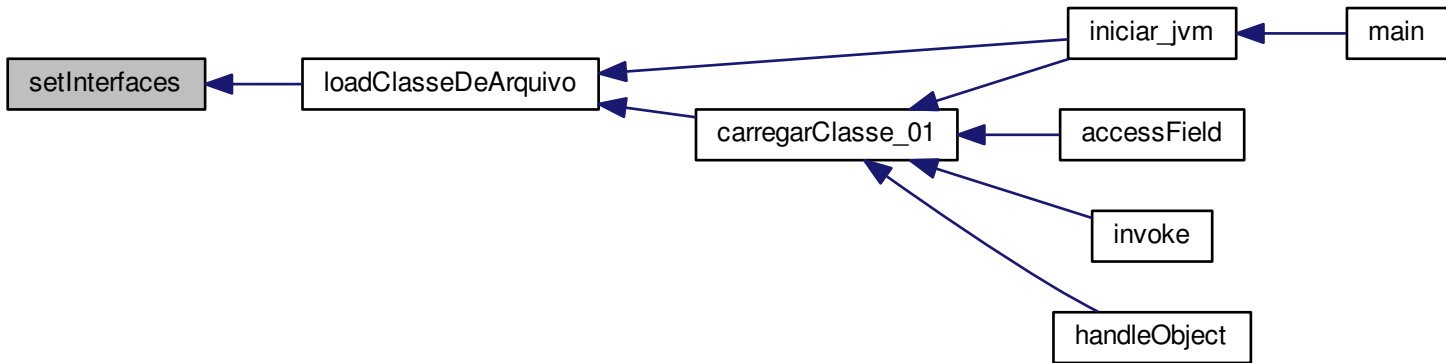 setInterfaces
loadClasseDeArquivo
iniciar_jvm
main
carregarClasse_01
accessField
invoke
handleObject